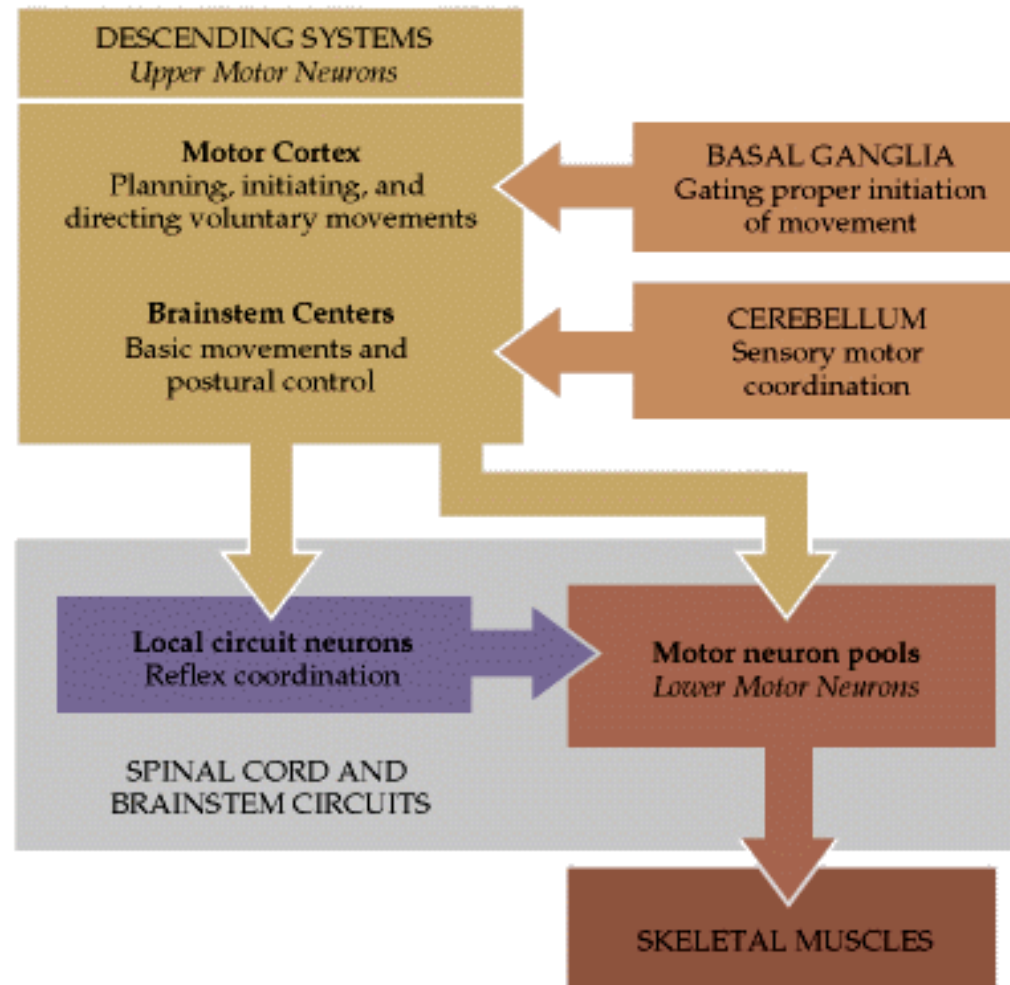 DESCENDING SYSTEMS
Upper Motor Neurons
Motor Cortex
Planning, initiating, and
directing voluntary movements
Brainstem Centers
Basic movements and
postural control
BASAL GANGLIA
Gating proper initiation
of movement
CEREBELLUM
Sensory motor
coordination
Local circuit neurons
Reflex coordination
Motor neuron pools
Lower Motor Neurons
SPINAL CORD AND
BRAINSTEM CIRCUITS
SKELETAL MUSCLES